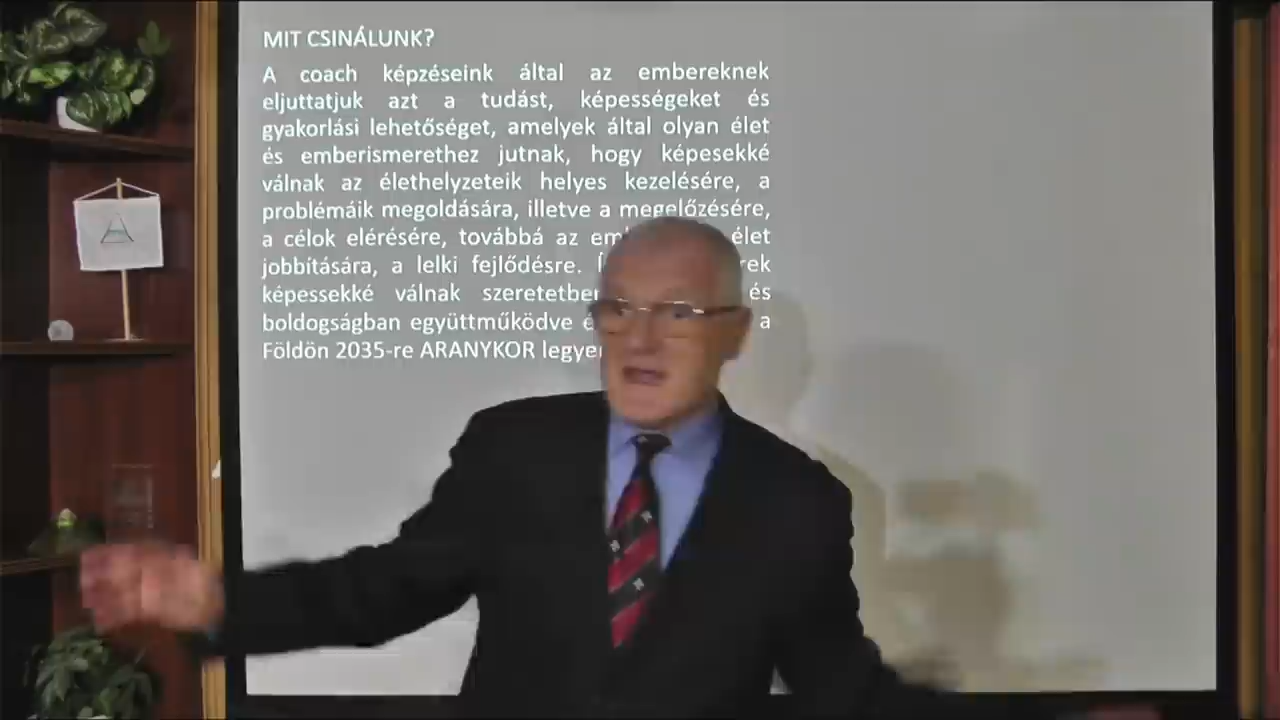 MIT CSINÁLUNK?
A coach képzéseink által az embereknek
eljuttatjuk azt a tudást, képességeket és
gyakorlási lehetőséget, amelyek által olyan élet
és emberismerethez jutnak, hogy képesekké
válnak az élethelyzeteik helyes kezelésére, a
problémáik megoldására, illetve a megelőzésére,
a célok elérésére, továbbá az élet
jobbítására, a lelki fejlődésre.
képessekké válnak és
boldogságban együttműködve a
Földön 2035-re ARANYKOR